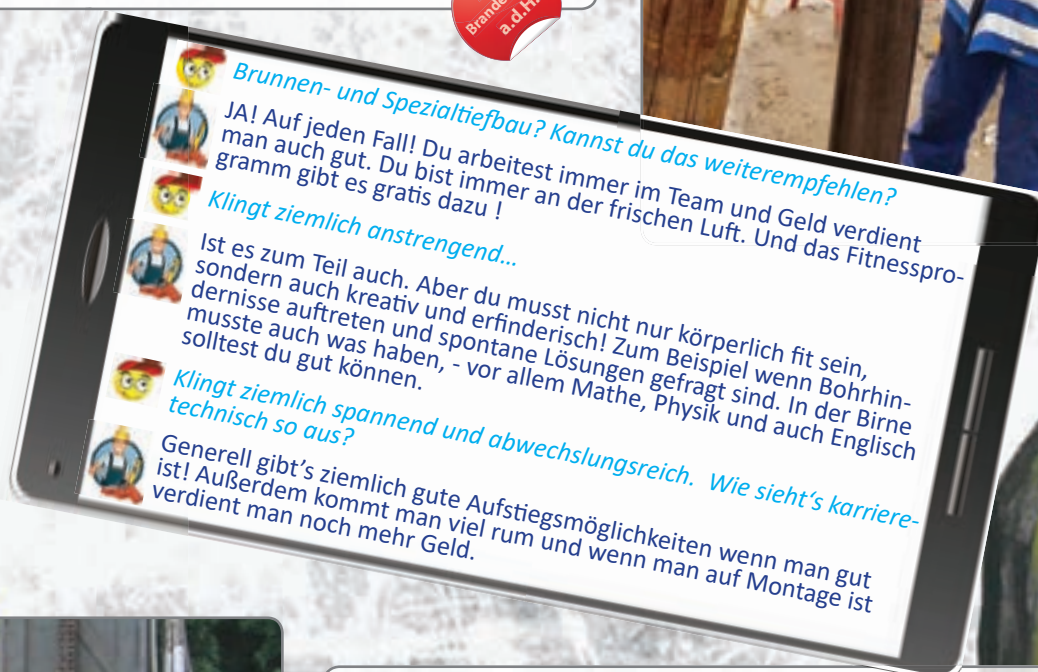 Brande
a.d.H.
Brunnen- und Spezialtiefbau? Kannst du das weiterempfehlen?
JA! Auf jeden Fall! Du arbeitest immer im Team und Geld verdient
man auch gut. Du bist immer an der frischen Luft. Und das Fitnesspro-
gramm gibt es gratis dazu !
Klingt ziemlich anstrengend...
Ist es zum Teil auch. Aber du musst nicht nur körperlich fit sein,
sondern auch kreativ und erfinderisch! Zum Beispiel wenn Bohrhin-
dernisse auftreten und spontane Lösungen gefragt sind. In der Birne
musste auch was haben, - vor allem Mathe, Physik und auch Englisch
solltest du gut können.
Klingt ziemlich spannend und abwechslungsreich. Wie sieht's karriere-
technisch so aus?
Generell gibt's ziemlich gute Aufstiegsmöglichkeiten wenn man gut
ist! Außerdem kommt man viel rum und wenn man auf Montage ist
verdient man noch mehr Geld.